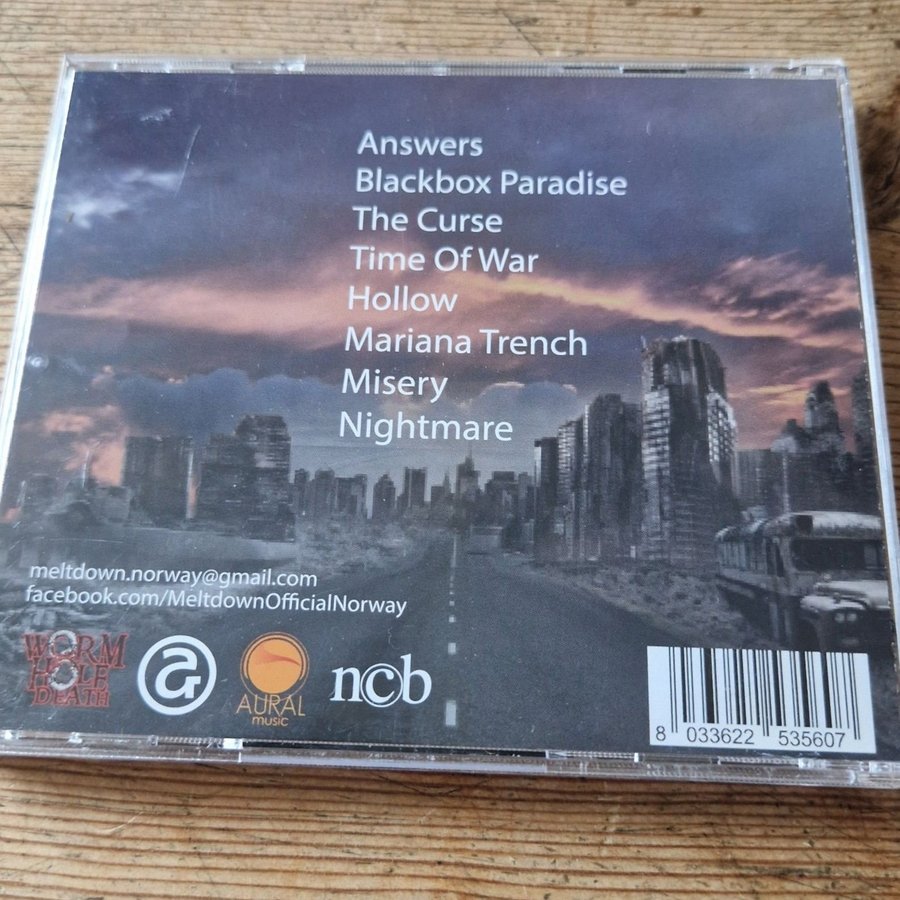 Answers
Blackbox Paradise
The Curse
Time Of War
Hollow
Mariana Trench
Misery
Nightmare
meltdown.norway@gmail.com
facebook.com/MeltdownOfficialNorway
WORM
HOLE
DEATH
a
AURAL
music
ncb
8 033622 535607